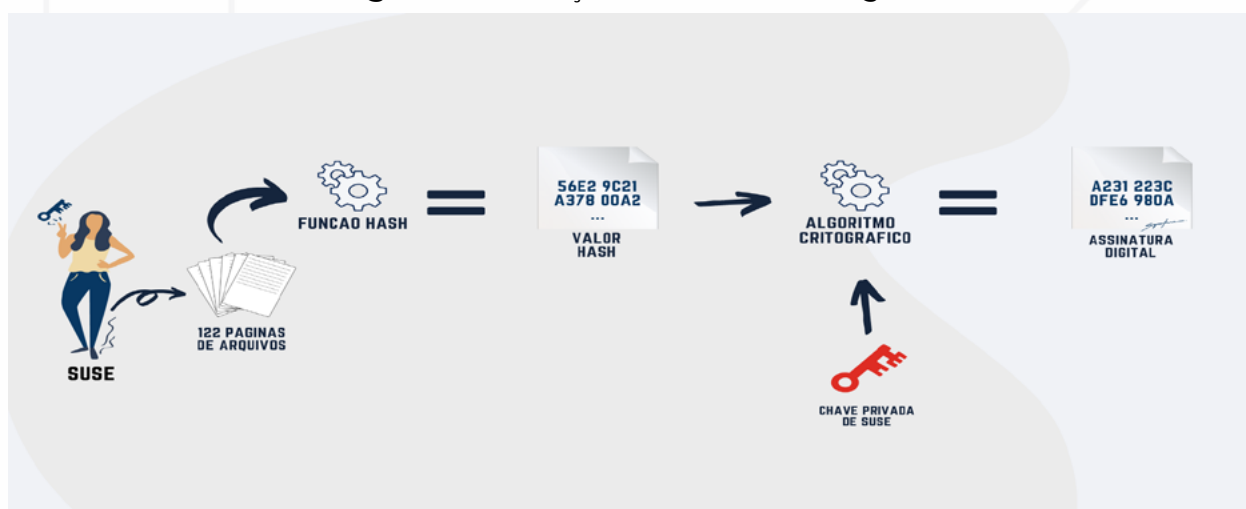 SUSE
122 PAGINAS
DE ARQUIVOS
FUNCAO HASH
56E2 9C21
A378 00A2
...
VALOR
HASH
ALGORITMO
CRITOGRAFICO
CHAVE PRIVADA
DE SUSE
A231 223C
DFE6 980A
...
ASSINATURA
DIGITAL